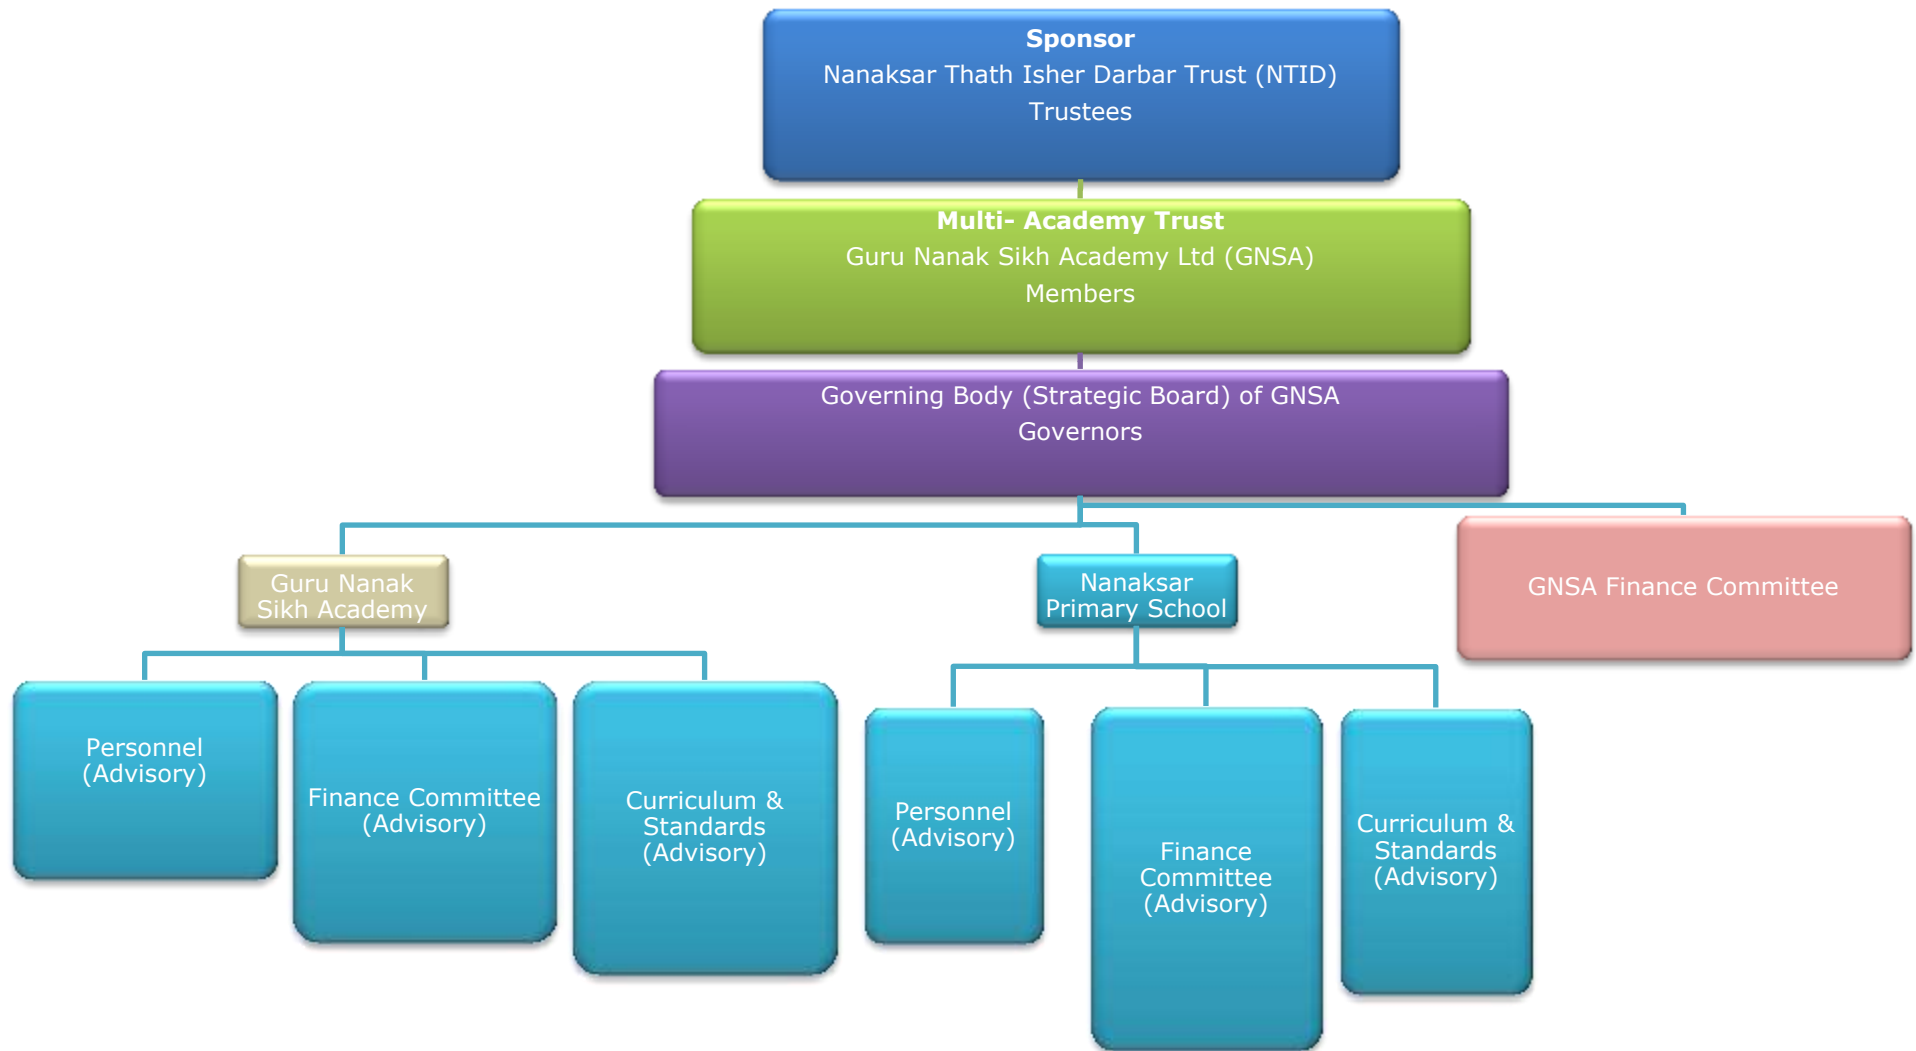 Sponsor
Nanaksar Thath Isher Darbar Trust (NTID)
Trustees
Multi- Academy Trust
Guru Nanak Sikh Academy Ltd (GNSA)
Members
Governing Body (Strategic Board) of GNSA
Governors
Guru Nanak
Sikh Academy
Nanaksar
Primary School
GNSA Finance Committee
Personnel
(Advisory)
Finance Committee
(Advisory)
Curriculum &
Standards
(Advisory)
Personnel
(Advisory)
Finance
Committee
(Advisory)
Curriculum &
Standards
(Advisory)